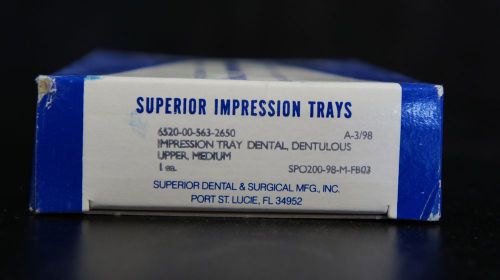 SUPERIOR IMPRESSION TRAYS
6520-00-563-2650 A-3/98
IMPRESSION TRAY DENTAL, DENTULOUS
UPPER, MEDIUM
1 ea. SPO200-98-M-FB03
SUPERIOR DENTAL & SURGICAL MFG., INC.
PORT ST. LUCIE, FL 34952